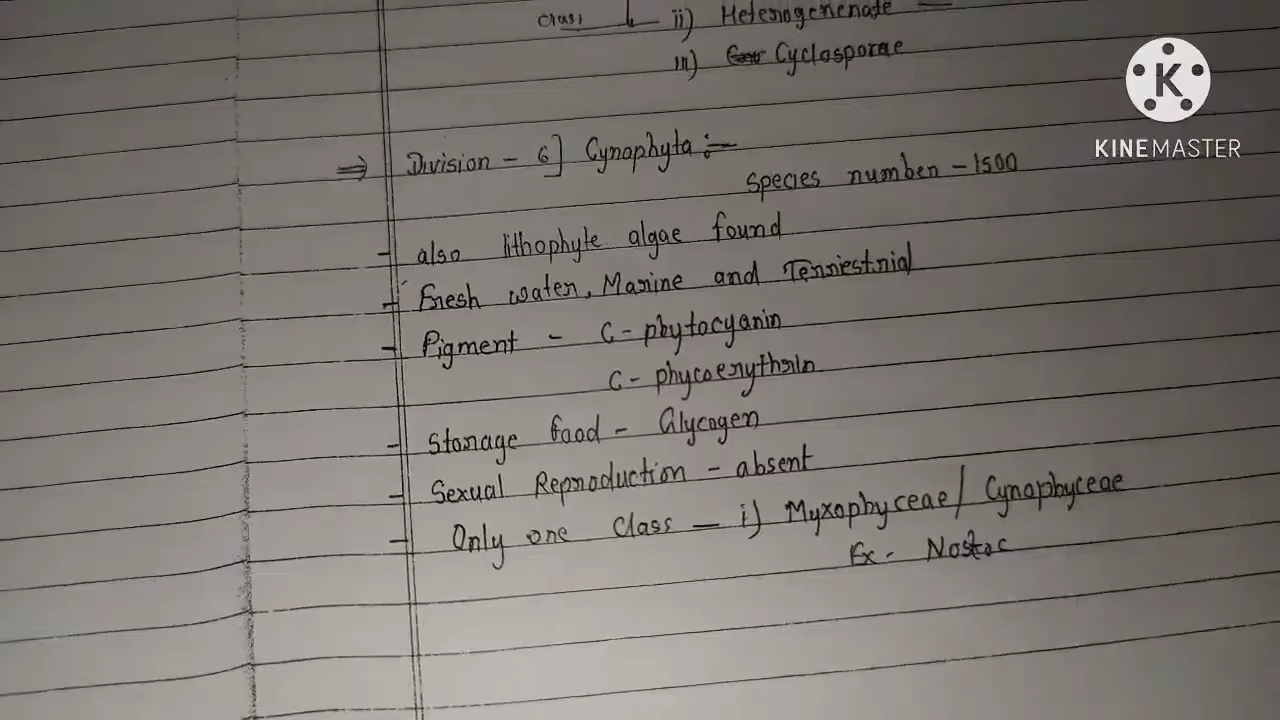 class ii) Heterogenenate —
iii) Cyclosporae
K
KINEMASTER
⇒ Division - 6] Cynophyta :-
species number - 1500
- also lithophyte algae found
- Fresh water, Marine and Terriestrial
- Pigment - C - phytocyanin
C - phycoerythrin
- Storage food - Glycogen
- Sexual Reproduction - absent
- Only one Class — i) Myxophyceae / Cynophyceae
Ex - Nostoc